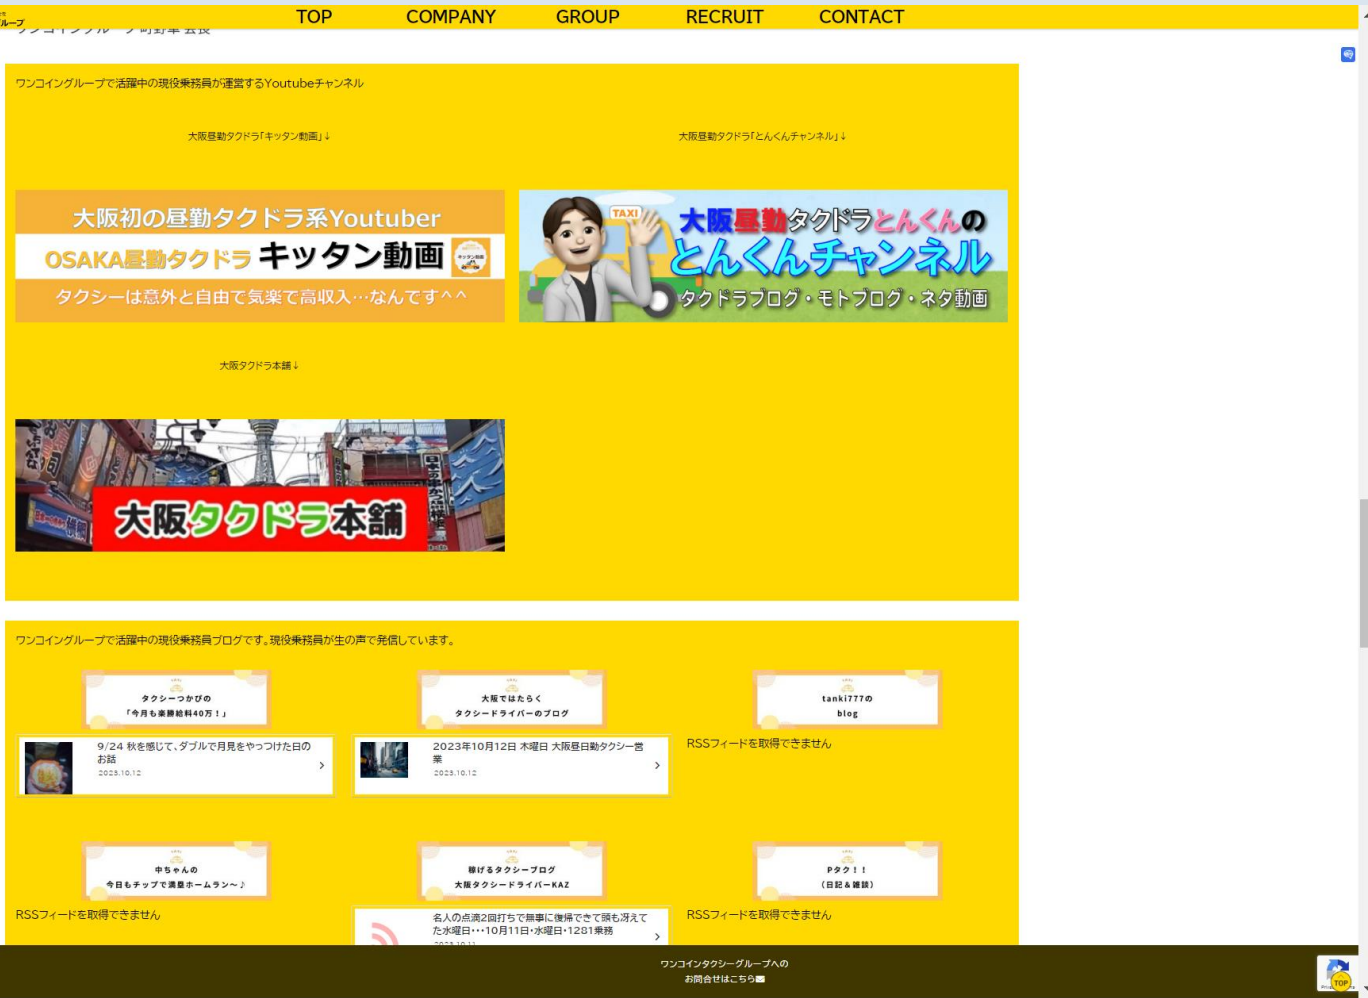 TOP COMPANY GROUP RECRUIT CONTACT
ループ
ワンコイングループで活躍中の現役乗務員が運営するYoutubeチャンネル
大阪昼勤タクドラ「キッタン動画」↓
大阪昼勤タクドラ「とんくんチャンネル」↓
大阪初の昼勤タクドラ系Youtuber
OSAKA昼勤タクドラ キッタン動画
タクシーは意外と自由で気楽で高収入…なんです^^
TAXI
大阪昼勤タクドラとんくんの
とんくんチャンネル
タクドラブログ・モトブログ・ネタ動画
大阪タクドラ本舗↓
大阪タクドラ本舗
ワンコイングループで活躍中の現役乗務員ブログです。現役乗務員が生の声で発信しています。
タクシーつかびの
「今月も楽勝給料40万!」
大阪ではたらく
タクシードライバーのブログ
tanki777の
blog
9/24 秋を感じて、ダブルで月見をやっつけた日の
お話
2023.10.12
2023年10月12日 木曜日 大阪昼日勤タクシー営
業
2023.10.12
RSSフィードを取得できません
中ちゃんの
今日もチップで満塁ホームラン〜♪
稼げるタクシーブログ
大阪タクシードライバーKAZ
Pタク!!
(日記&雑談)
RSSフィードを取得できません
名人の点滴2回打ちで無事に復帰できて頭も冴えて
た水曜日・・・10月11日・水曜日・1281乗務
2023.10.11
RSSフィードを取得できません
ワンコインタクシーグループへの
お問合せはこちら
TOP